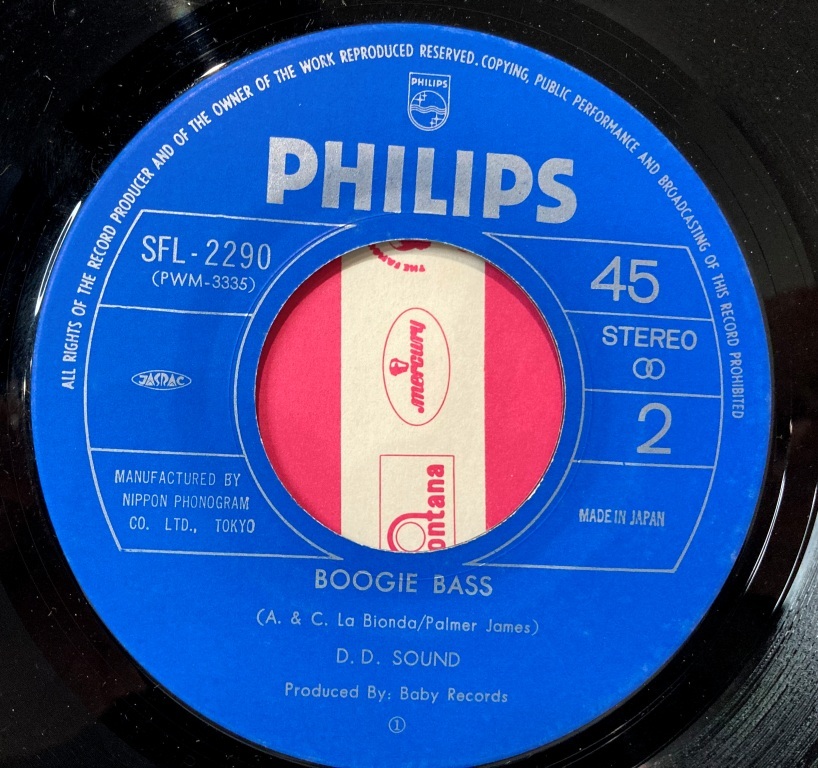 ALL RIGHTS OF THE RECORD PRODUCER AND OF THE OWNER OF THE WORK REPRODUCED RESERVED. COPYING, PUBLIC PERFORMANCE AND BROADCASTING OF THIS RECORD PROHIBITED
PHILIPS
PHILIPS
SFL-2290
(PWM-3335)
45
STEREO
JASRAC
2
MANUFACTURED BY
NIPPON PHONOGRAM
CO. LTD., TOKYO
MADE IN JAPAN
THE
mercury
ontana
BOOGIE BASS
(A. & C. La Bionda/Palmer James)
D.D. SOUND
Produced By: Baby Records
①